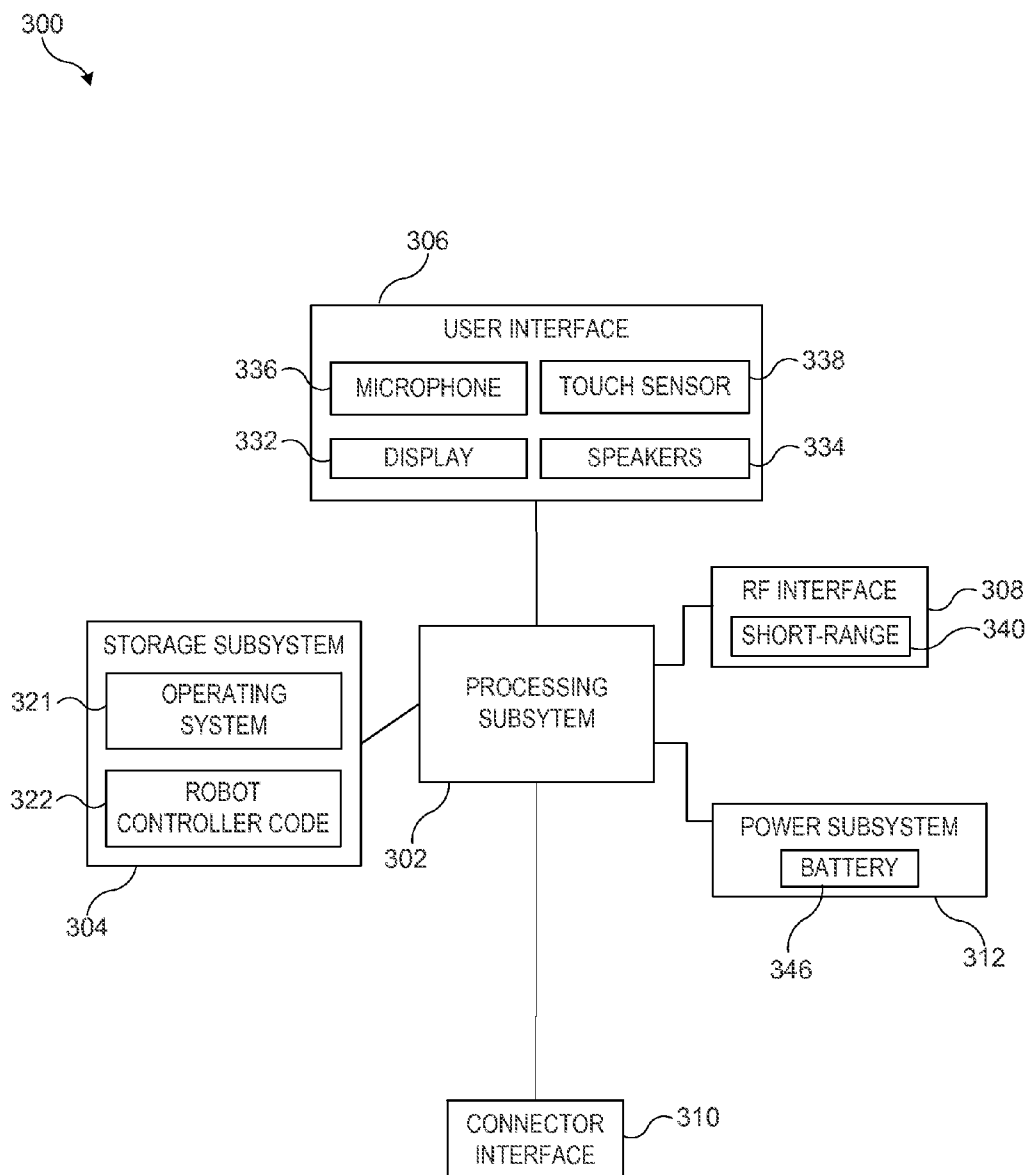 300
306
USER INTERFACE
336
MICROPHONE
TOUCH SENSOR
338
332
DISPLAY
SPEAKERS
334
RF INTERFACE
308
SHORT-RANGE
340
STORAGE SUBSYSTEM
321
OPERATING
SYSTEM
322
ROBOT
CONTROLLER CODE
304
PROCESSING
SUBSYTEM
302
POWER SUBSYSTEM
BATTERY
346
312
CONNECTOR
INTERFACE
310